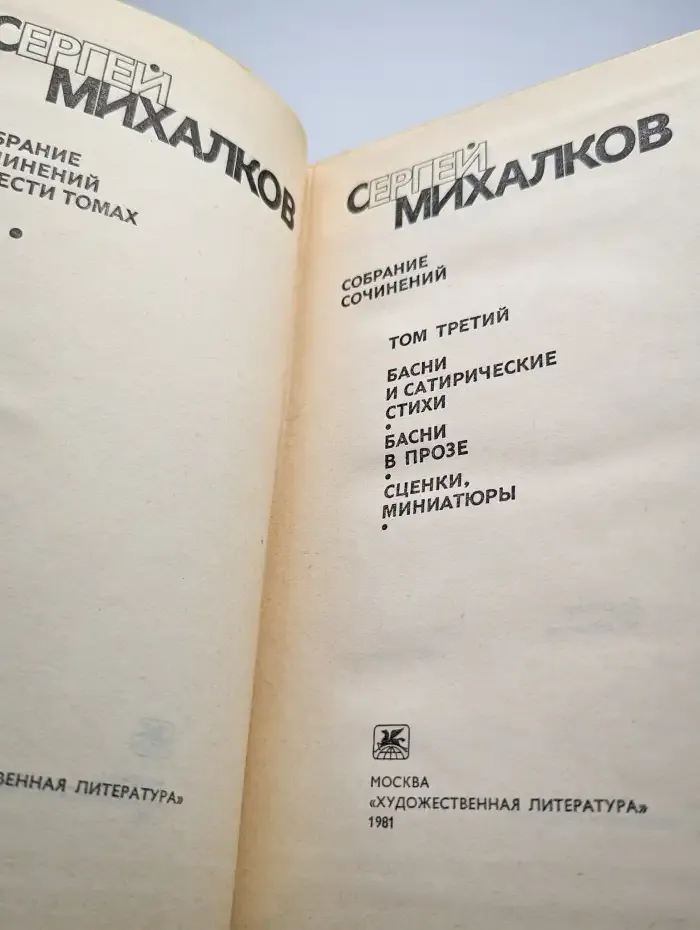 СЕРГЕЙ
МИХАЛКОВ
БРАНИЕ
ЧИНЕНИЙ
ЕСТИ ТОМАХ
ВЕННАЯ ЛИТЕРАТУРА»
СЕРГЕЙ
МИХАЛКОВ
СОБРАНИЕ
СОЧИНЕНИЙ
ТОМ ТРЕТИЙ
БАСНИ
И САТИРИЧЕСКИЕ
СТИХИ
•
БАСНИ
В ПРОЗЕ
•
СЦЕНКИ,
МИНИАТЮРЫ
•
МОСКВА
«ХУДОЖЕСТВЕННАЯ ЛИТЕРАТУРА»
1981